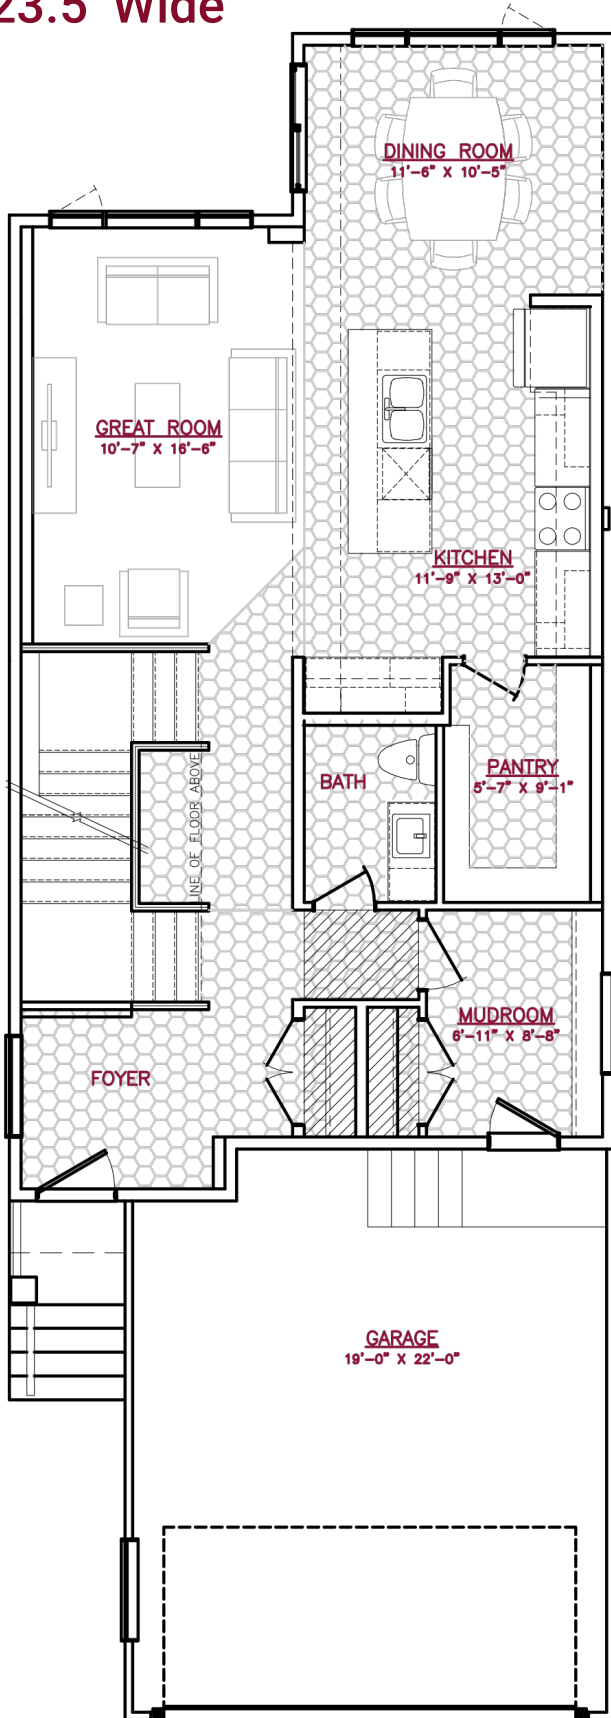 23.5' Wide
DINING ROOM
11'-6" X 10'-5"
GREAT ROOM
10'-7" X 16'-6"
KITCHEN
11'-9" X 13'-0"
BATH
PANTRY
5'-7" X 9'-1"
LINE OF FLOOR ABOVE
MUDROOM
6'-11" X 8'-8"
FOYER
GARAGE
19'-0" X 22'-0"